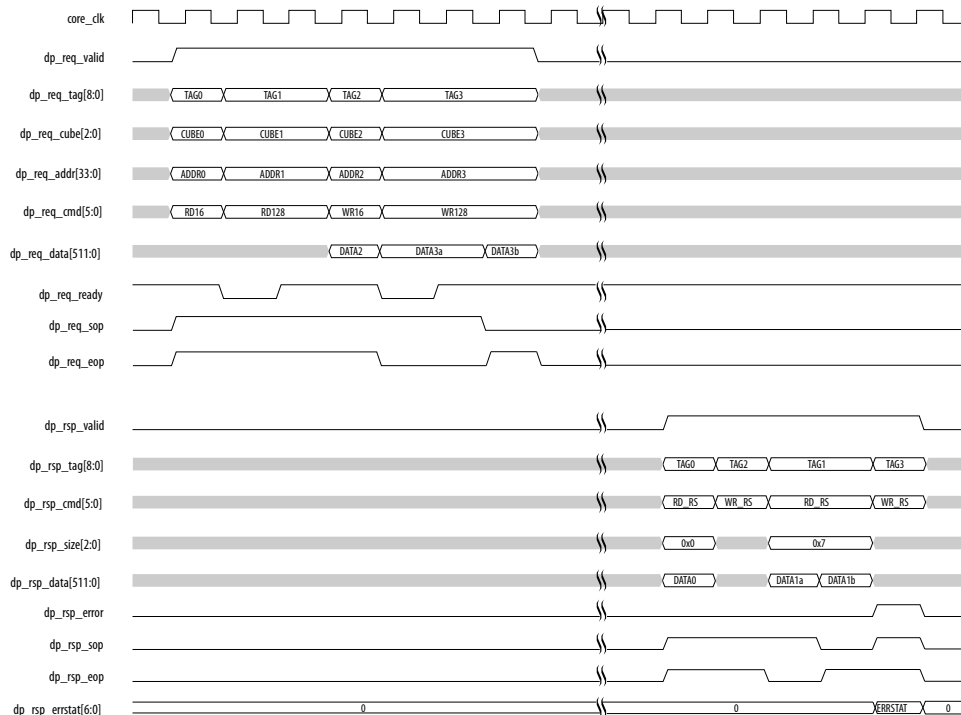 core_clk
dp_req_valid
dp_req_tag[8:0] TAG0 TAG1 TAG2 TAG3
dp_req_cube[2:0] CUBE0 CUBE1 CUBE2 CUBE3
dp_req_addr[33:0] ADDR0 ADDR1 ADDR2 ADDR3
dp_req_cmd[5:0] RD16 RD128 WR16 WR128
dp_req_data[511:0] DATA2 DATA3a DATA3b
dp_req_ready
dp_req_sop
dp_req_eop
dp_rsp_valid
dp_rsp_tag[8:0] TAG0 TAG2 TAG1 TAG3
dp_rsp_cmd[5:0] RD_RS WR_RS RD_RS WR_RS
dp_rsp_size[2:0] 0x0 0x7
dp_rsp_data[511:0] DATA0 DATA1a DATA1b
dp_rsp_error
dp_rsp_sop
dp_rsp_eop
dp_rsp_errstat[6:0] 0 0 ERRSTAT 0